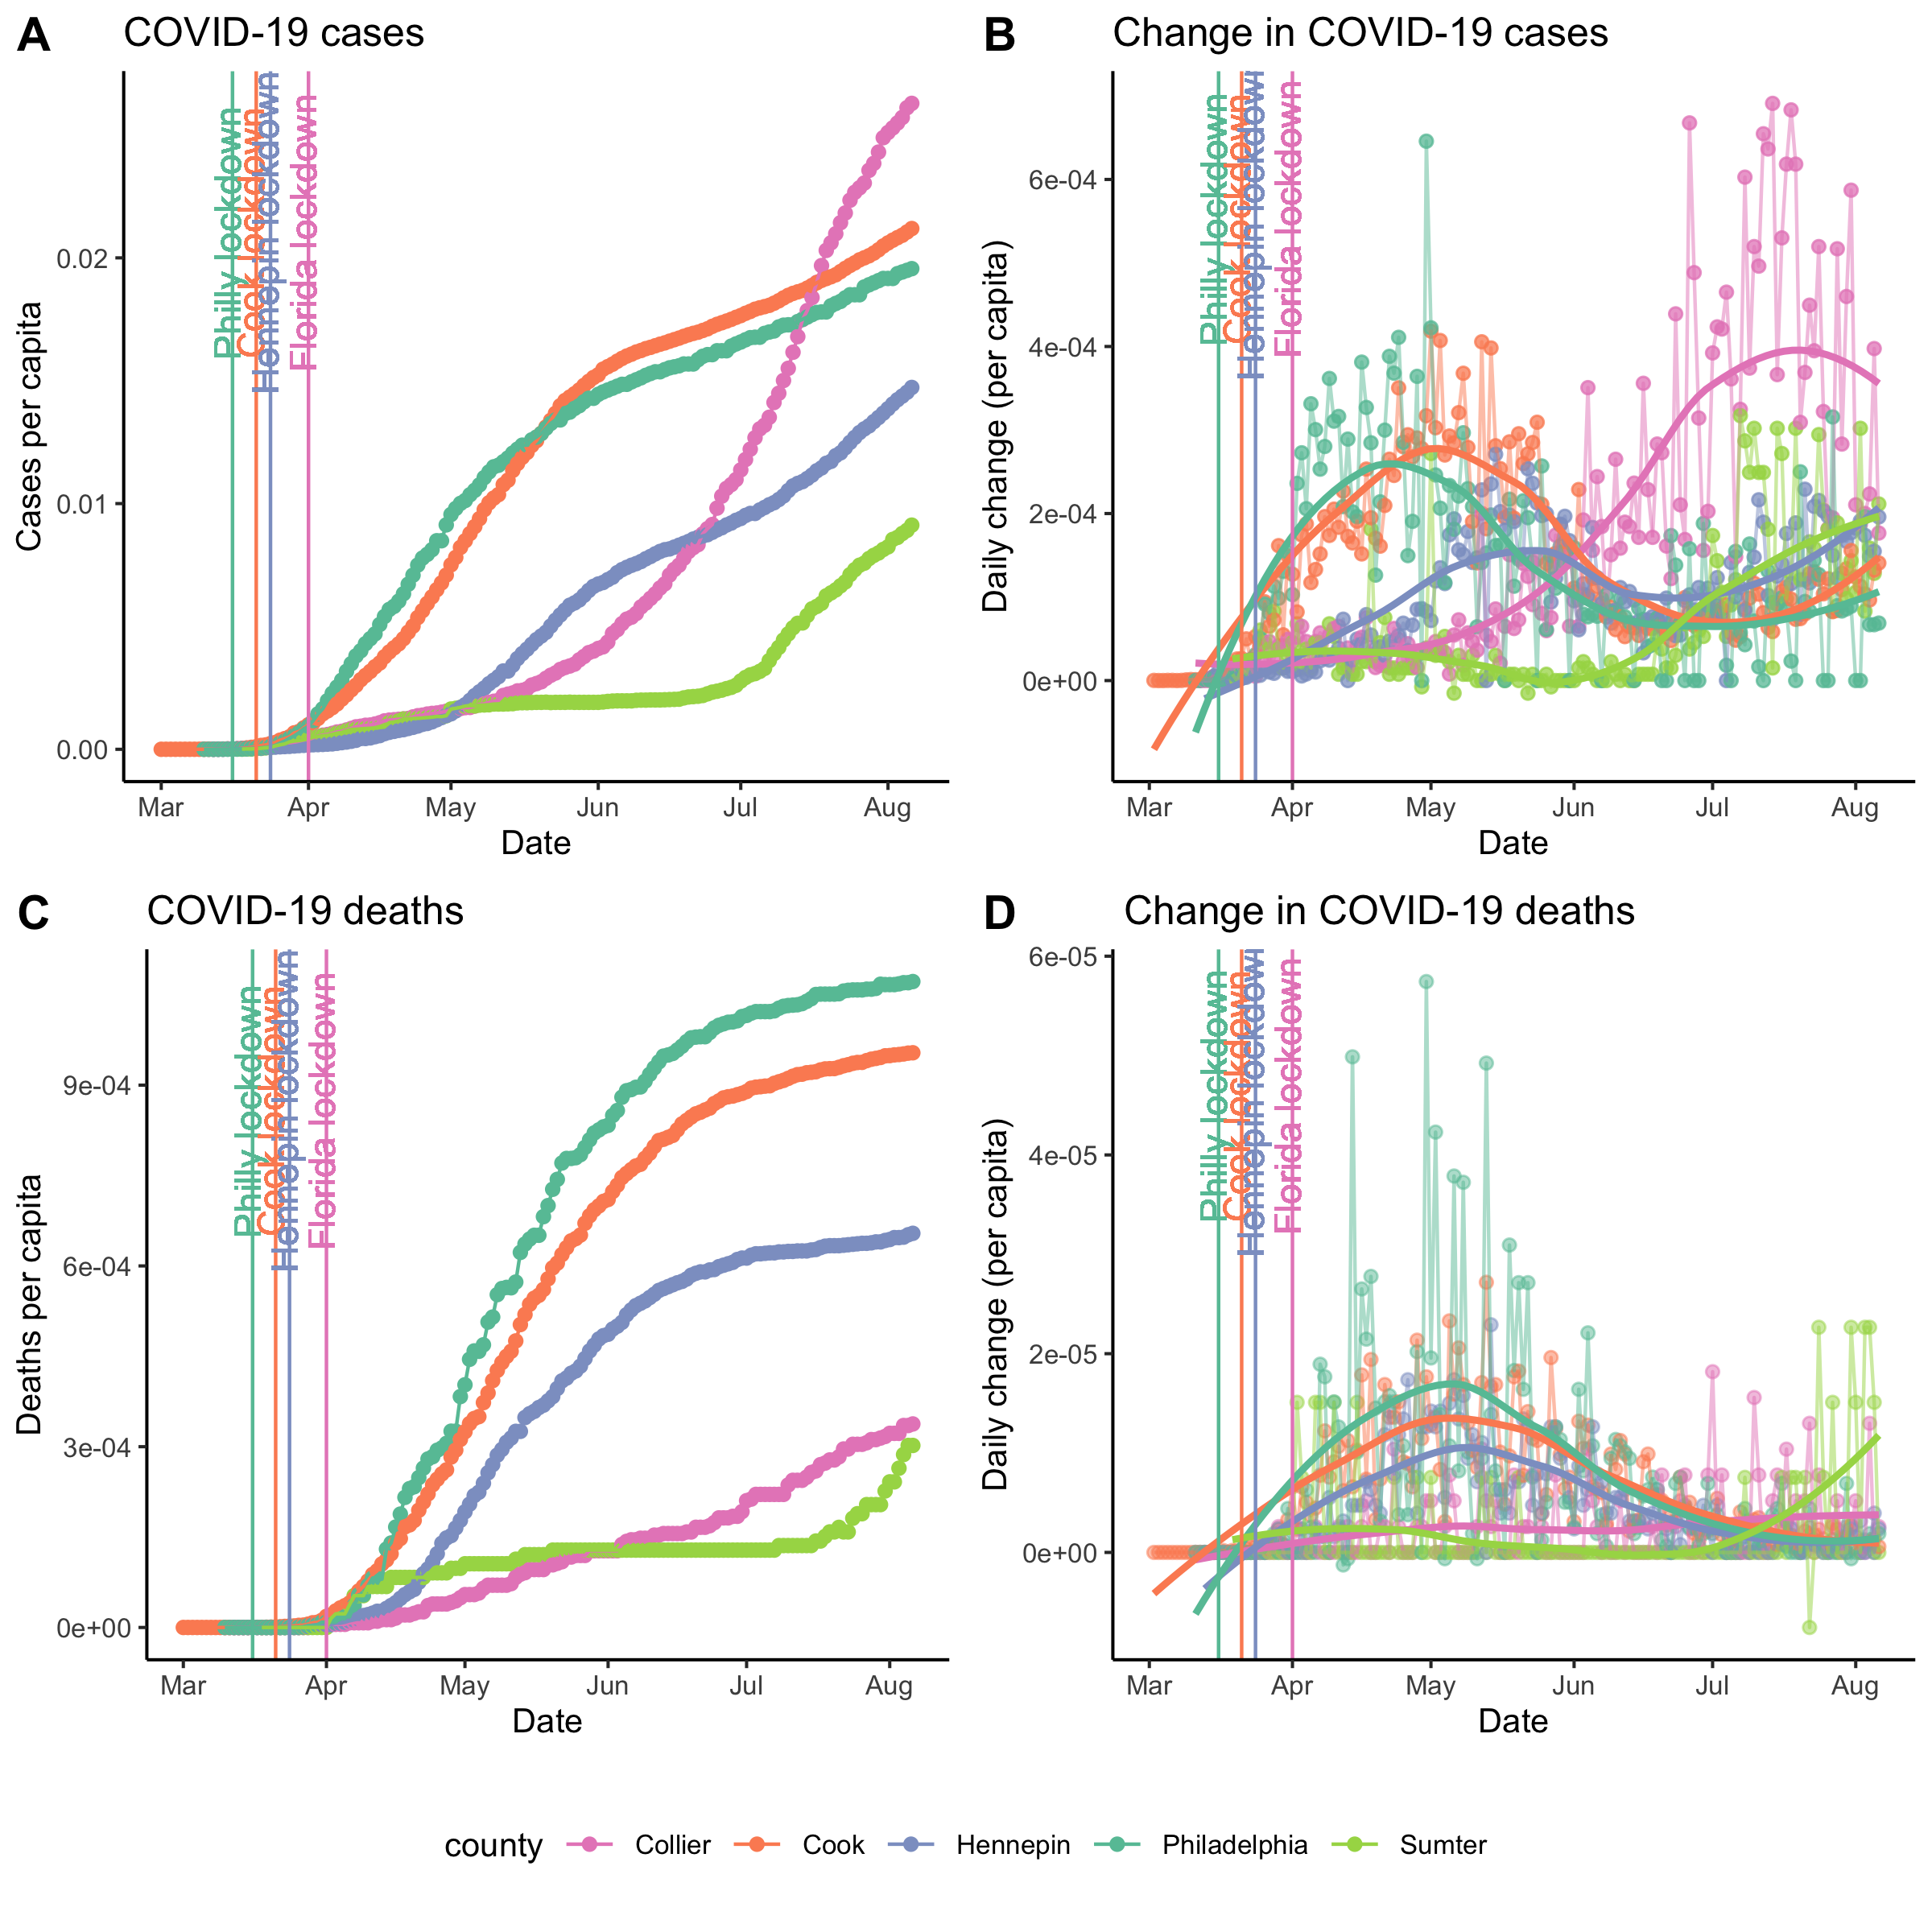 A COVID-19 cases
Cases per capita
0.02
0.01
0.00
Philly lockdown
Cook lockdown
Hennepin lockdown
Florida lockdown
Mar Apr May Jun Jul Aug
Date
B Change in COVID-19 cases
Daily change (per capita)
6e-04
4e-04
2e-04
0e+00
Philly lockdown
Cook lockdown
Hennepin lockdown
Florida lockdown
Mar Apr May Jun Jul Aug
Date
C COVID-19 deaths
Deaths per capita
9e-04
6e-04
3e-04
0e+00
Philly lockdown
Cook lockdown
Hennepin lockdown
Florida lockdown
Mar Apr May Jun Jul Aug
Date
D Change in COVID-19 deaths
Daily change (per capita)
6e-05
4e-05
2e-05
0e+00
Philly lockdown
Cook lockdown
Hennepin lockdown
Florida lockdown
Mar Apr May Jun Jul Aug
Date
county Collier Cook Hennepin Philadelphia Sumter